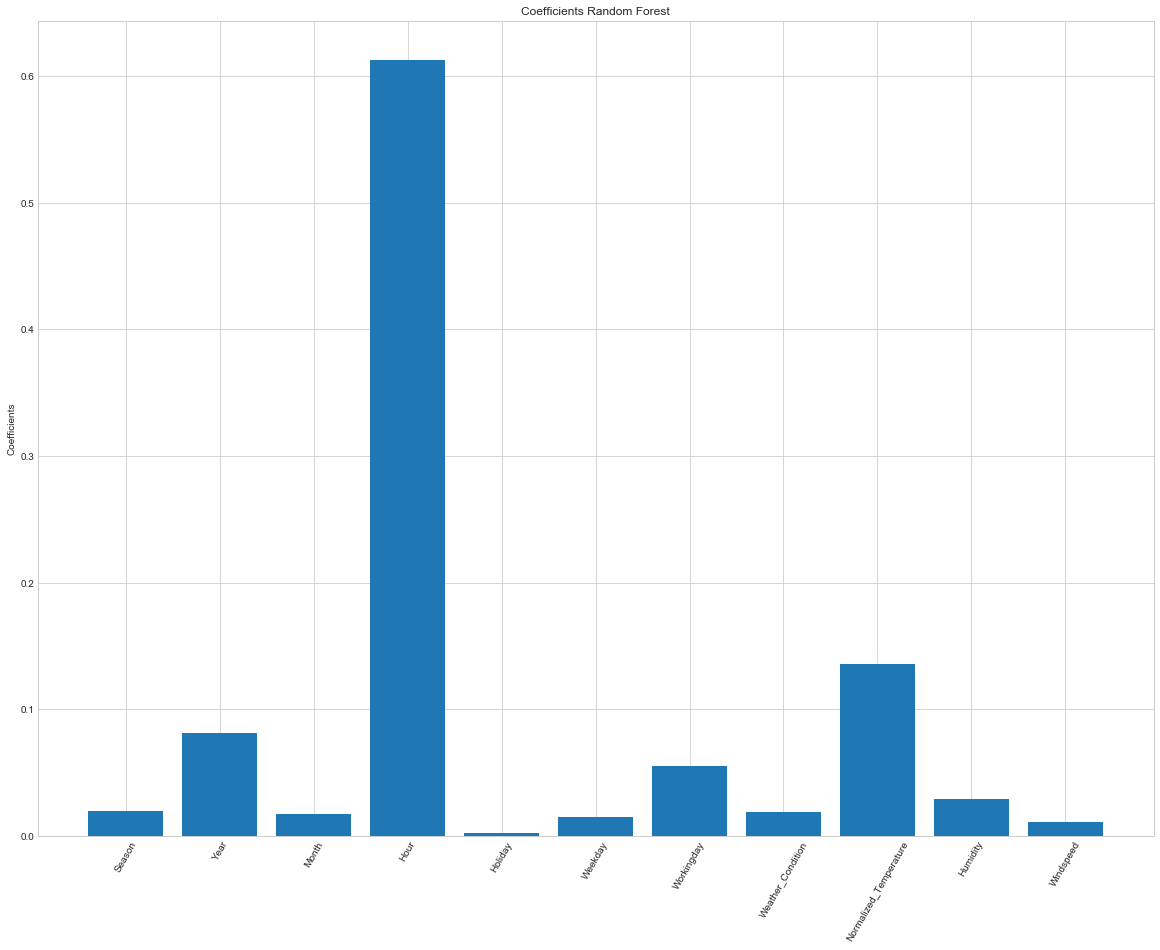 Coefficients Random Forest
Coefficients
0.6
0.5
0.4
0.3
0.2
0.1
0.0
Season
Year
Month
Hour
Holiday
Weekday
Workingday
Weather_Condition
Normalized_Temperature
Humidity
Windspeed